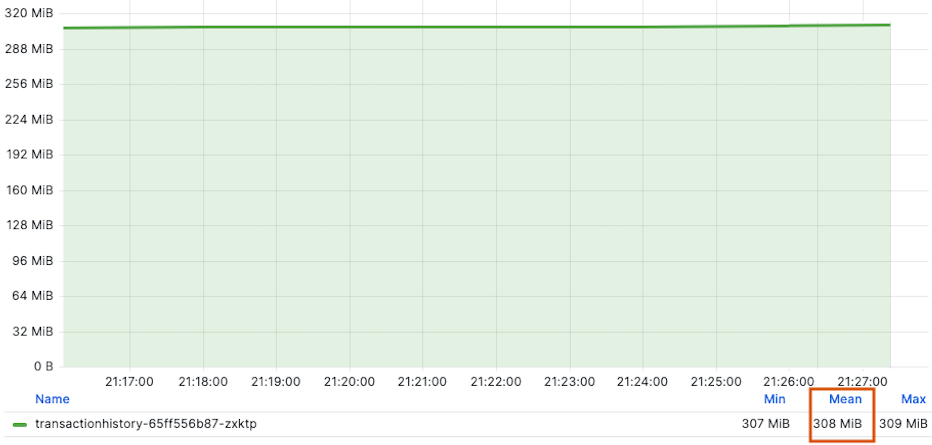 320 MiB
288 MiB
256 MiB
224 MiB
192 MiB
160 MiB
128 MiB
96 MiB
64 MiB
32 MiB
0 B
21:17:00 21:18:00 21:19:00 21:20:00 21:21:00 21:22:00 21:23:00 21:24:00 21:25:00 21:26:00 21:27:00
Name Min Mean Max
transactionhistory-65ff556b87-zxktp 307 MiB 308 MiB 309 MiB